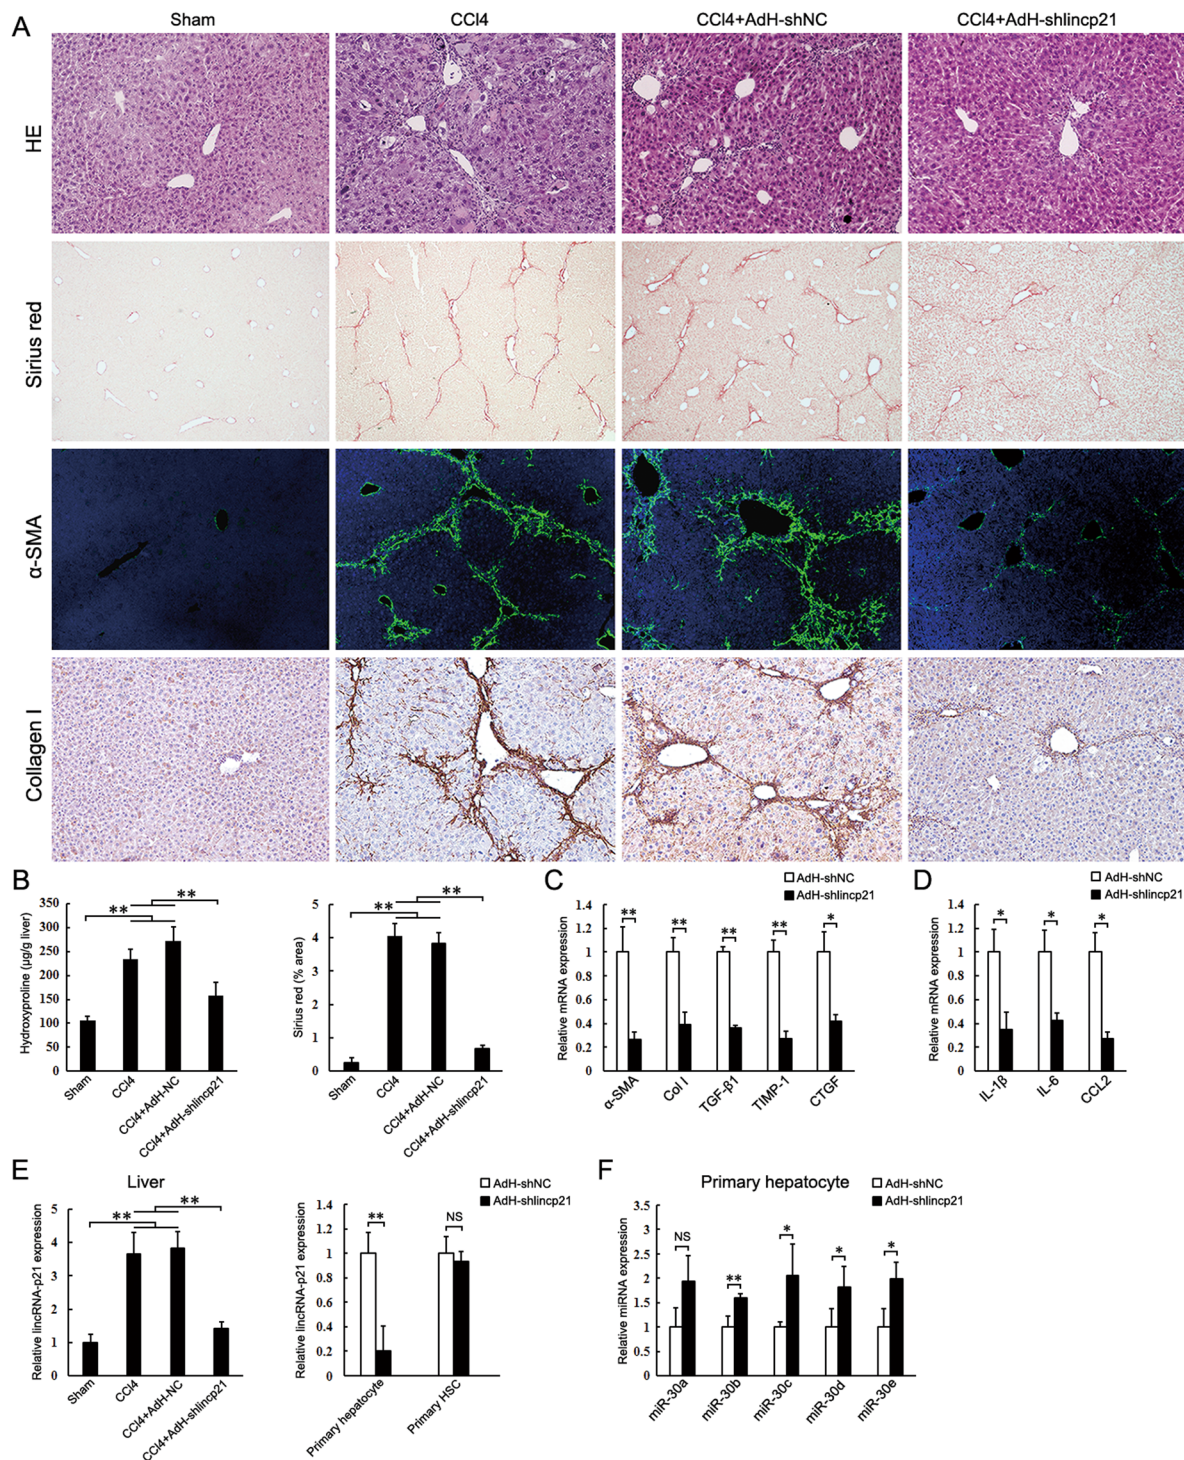 A
Sham
CCl4
CCl4+AdH-shNC
CCl4+AdH-shlincp21
HE
Sirius red
α-SMA
Collagen I
B
Hydroxyproline (μg/g liver)
350
300
250
200
150
100
50
0
**
**
Sham
CCl4
CCl4+AdH-NC
CCl4+AdH-shlincp21
Sirius red (% area)
5
4
3
2
1
0
**
**
Sham
CCl4
CCl4+AdH-NC
CCl4+AdH-shlincp21
C
AdH-shNC
AdH-shlincp21
Relative mRNA expression
1.4
1.2
1
0.8
0.6
0.4
0.2
0
**
**
**
**
*
α-SMA
Col I
TGF-β1
TIMP-1
CTGF
D
AdH-shNC
AdH-shlincp21
Relative mRNA expression
1.4
1.2
1
0.8
0.6
0.4
0.2
0
*
*
*
IL-1β
IL-6
CCL2
E
Liver
Relative lincRNA-p21 expression
5
4
3
2
1
0
**
**
Sham
CCl4
CCl4+AdH-NC
CCl4+AdH-shlincp21
AdH-shNC
AdH-shlincp21
Relative lincRNA-p21 expression
1.4
1.2
1
0.8
0.6
0.4
0.2
0
**
NS
Primary hepatocyte
Primary HSC
F
Primary hepatocyte
AdH-shNC
AdH-shlincp21
Relative miRNA expression
3.5
3
2.5
2
1.5
1
0.5
0
NS
**
*
*
*
miR-30a
miR-30b
miR-30c
miR-30d
miR-30e